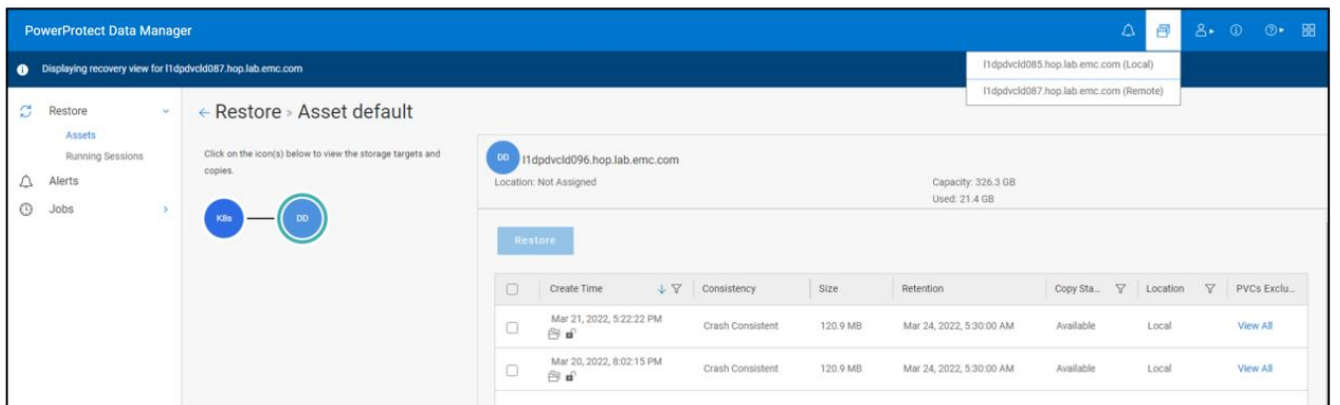 PowerProtect Data Manager
Displaying recovery view for l1dpdvcld087.hop.lab.emc.com
l1dpdvcld085.hop.lab.emc.com (Local)
l1dpdvcld087.hop.lab.emc.com (Remote)
Restore
Assets
Running Sessions
Alerts
Jobs
← Restore » Asset default
Click on the icon(s) below to view the storage targets and
copies.
K8s
DD
DD l1dpdvcld096.hop.lab.emc.com
Location: Not Assigned
Capacity: 326.3 GB
Used: 21.4 GB
Restore
Create Time Consistency Size Retention Copy Sta... Location PVCs Exclu...
Mar 21, 2022, 5:22:22 PM Crash Consistent 120.9 MB Mar 24, 2022, 5:30:00 AM Available Local View All
Mar 20, 2022, 8:02:15 PM Crash Consistent 120.9 MB Mar 24, 2022, 5:30:00 AM Available Local View All